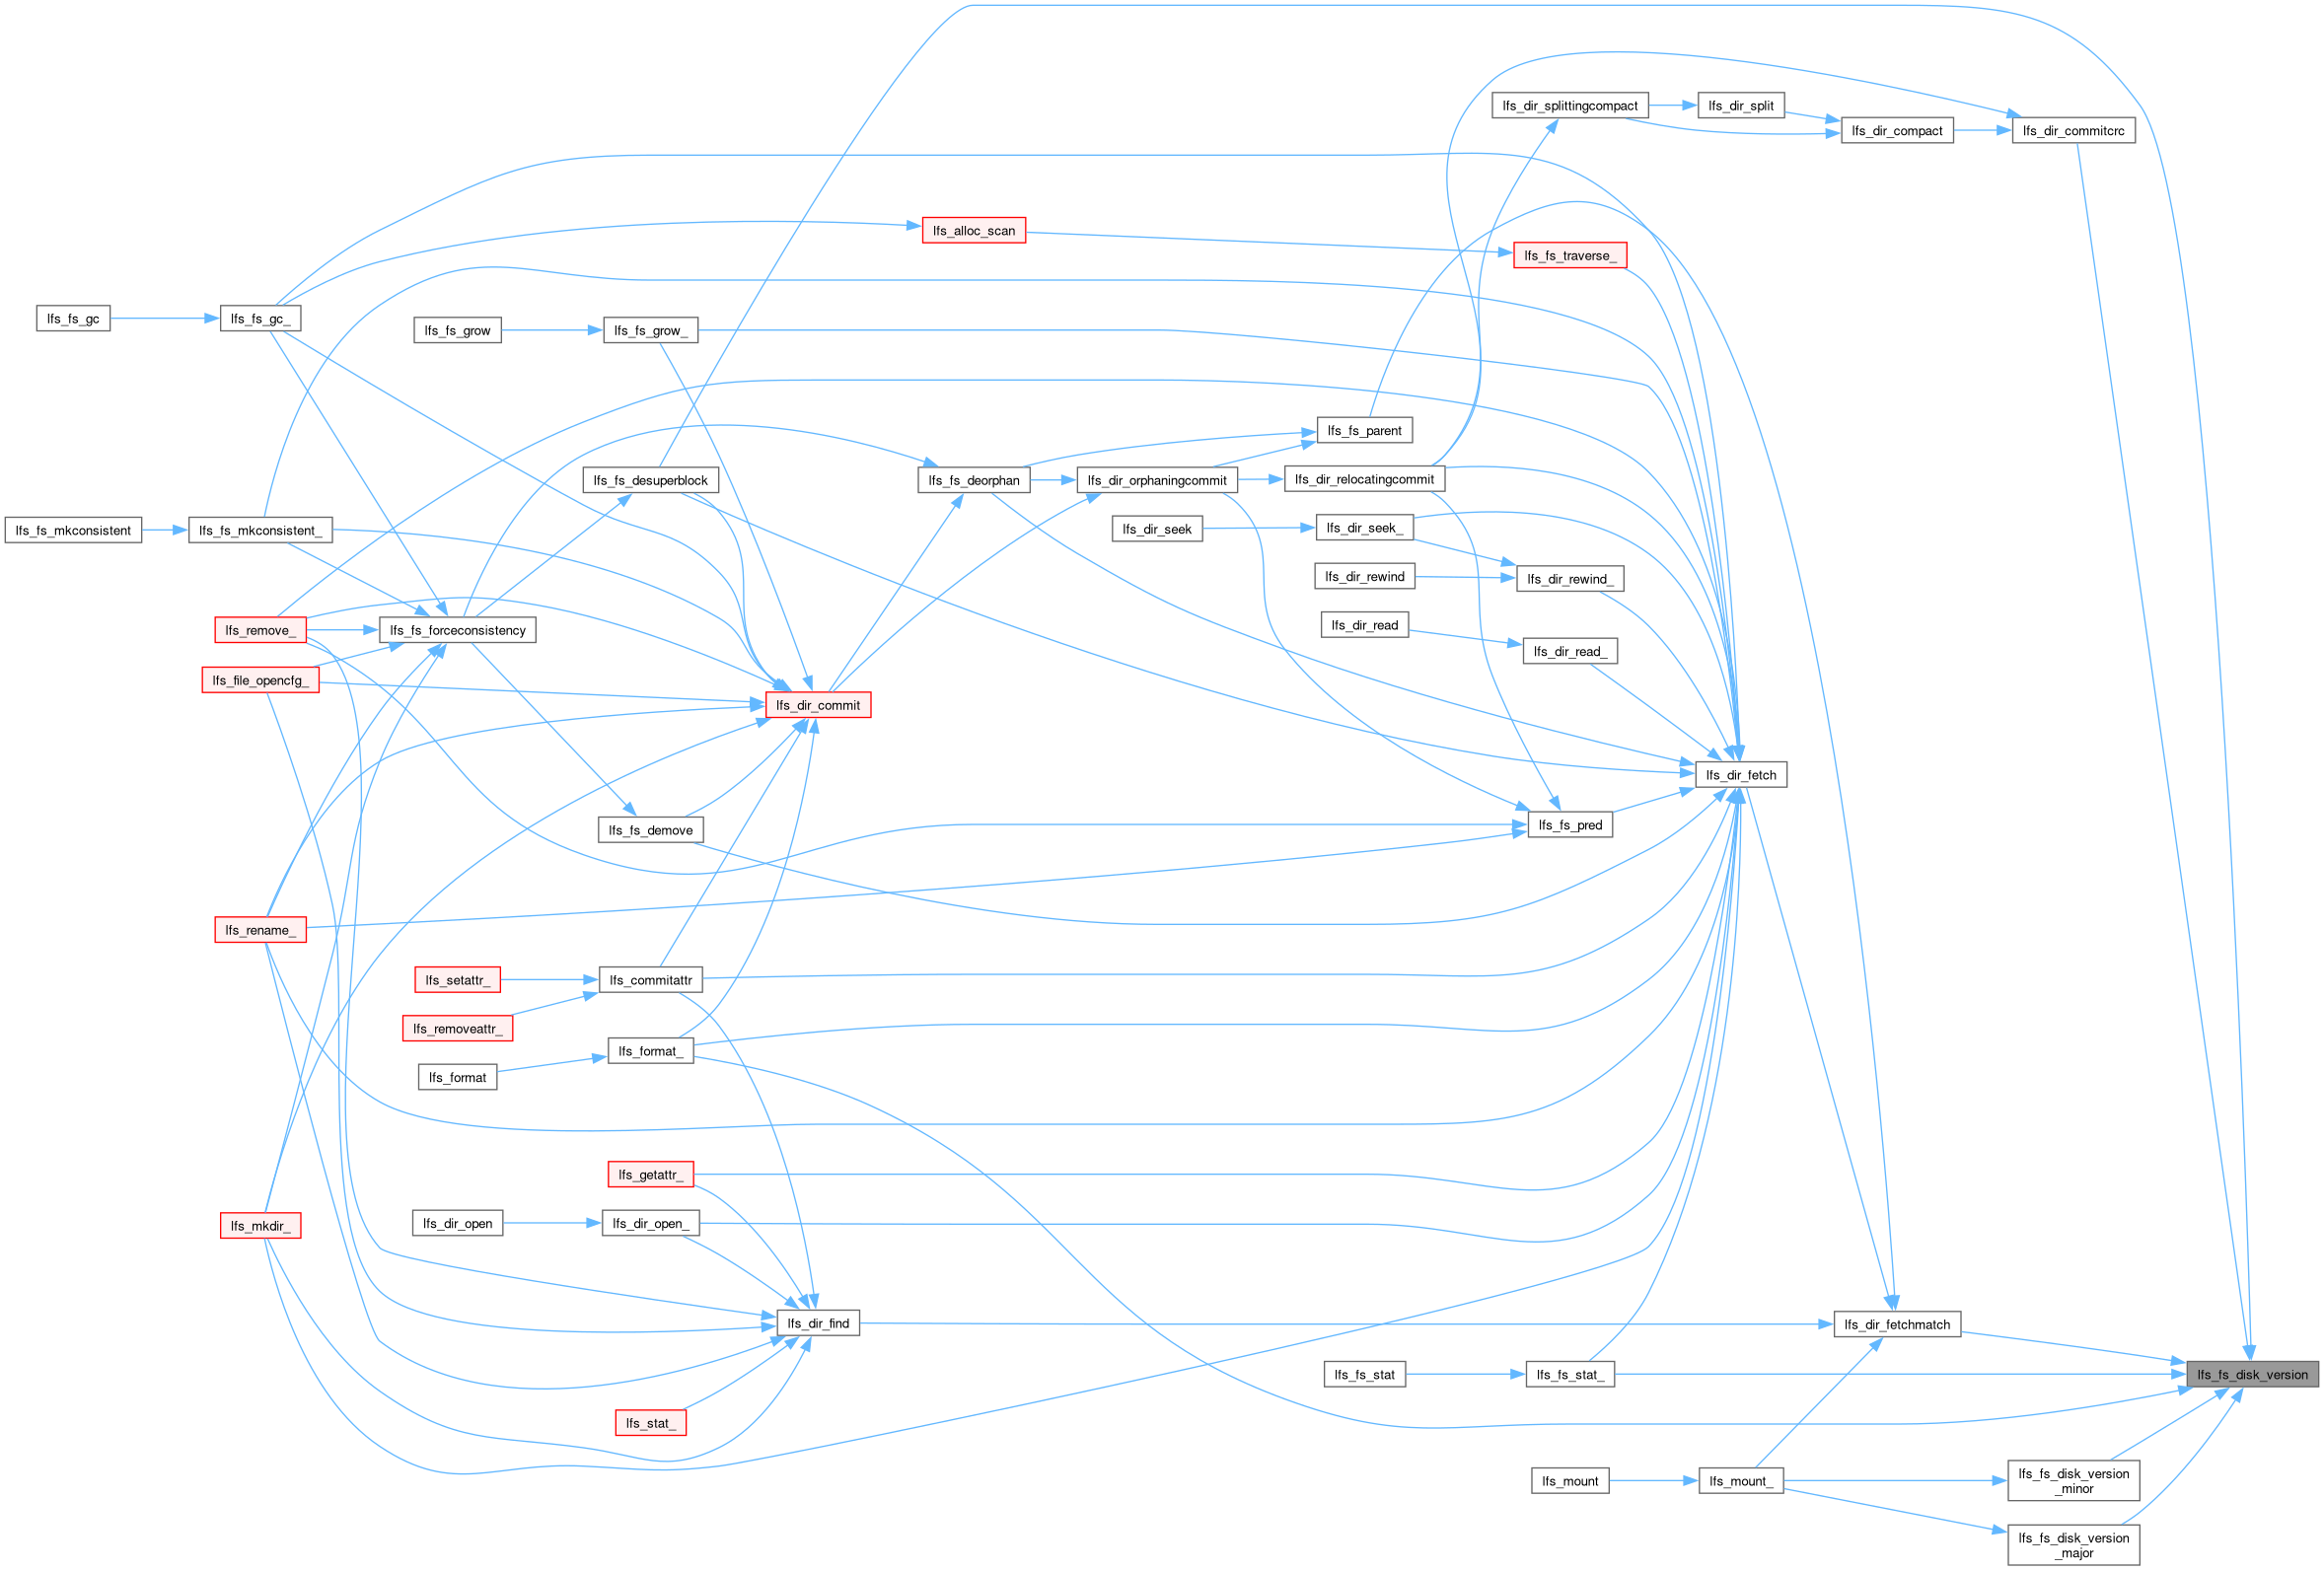 lfs_dir_splittingcompact
lfs_dir_split
lfs_dir_compact
lfs_dir_commitcrc
lfs_alloc_scan
lfs_fs_traverse_
lfs_fs_gc
lfs_fs_gc_
lfs_fs_grow
lfs_fs_grow_
lfs_fs_parent
lfs_fs_desuperblock
lfs_fs_deorphan
lfs_dir_orphaningcommit
lfs_dir_relocatingcommit
lfs_fs_mkconsistent
lfs_fs_mkconsistent_
lfs_dir_seek
lfs_dir_seek_
lfs_dir_rewind
lfs_dir_rewind_
lfs_remove_
lfs_fs_forceconsistency
lfs_dir_read
lfs_dir_read_
lfs_file_opencfg_
lfs_dir_commit
lfs_dir_fetch
lfs_fs_demove
lfs_fs_pred
lfs_rename_
lfs_setattr_
lfs_commitattr
lfs_removeattr_
lfs_format_
lfs_format
lfs_getattr_
lfs_mkdir_
lfs_dir_open
lfs_dir_open_
lfs_dir_find
lfs_dir_fetchmatch
lfs_fs_stat
lfs_fs_stat_
lfs_fs_disk_version
lfs_stat_
lfs_mount
lfs_mount_
lfs_fs_disk_version
_minor
lfs_fs_disk_version
_major